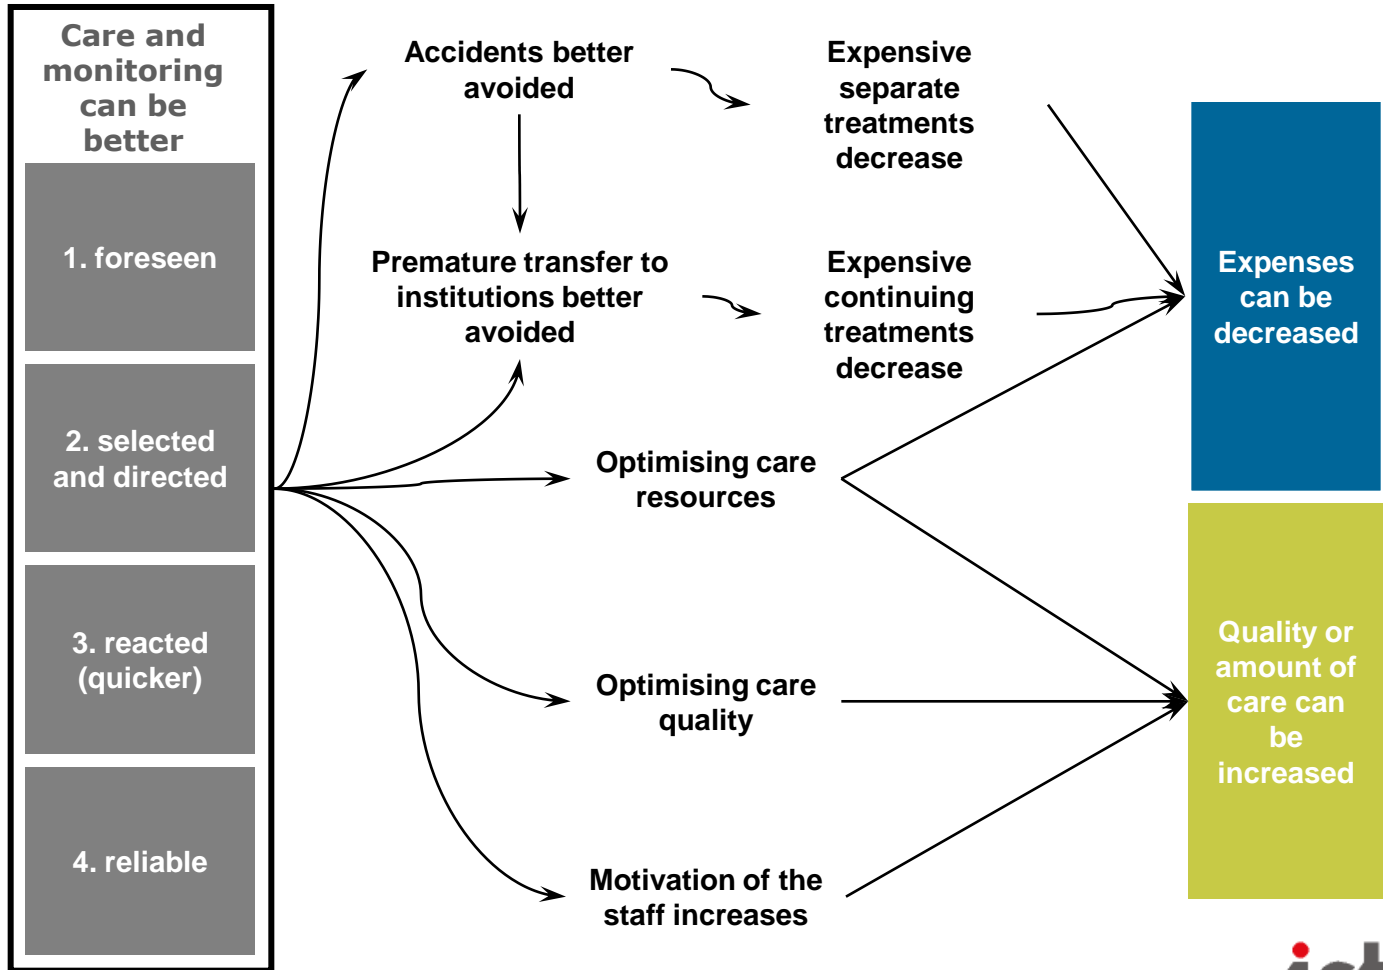 Care and
monitoring
can be
better
1. foreseen
2. selected
and directed
3. reacted
(quicker)
4. reliable
Accidents better
avoided
Expensive
separate
treatments
decrease
Premature transfer to
institutions better
avoided
Expensive
continuing
treatments
decrease
Optimising care
resources
Optimising care
quality
Motivation of the
staff increases
Expenses
can be
decreased
Quality or
amount of
care can
be
increased